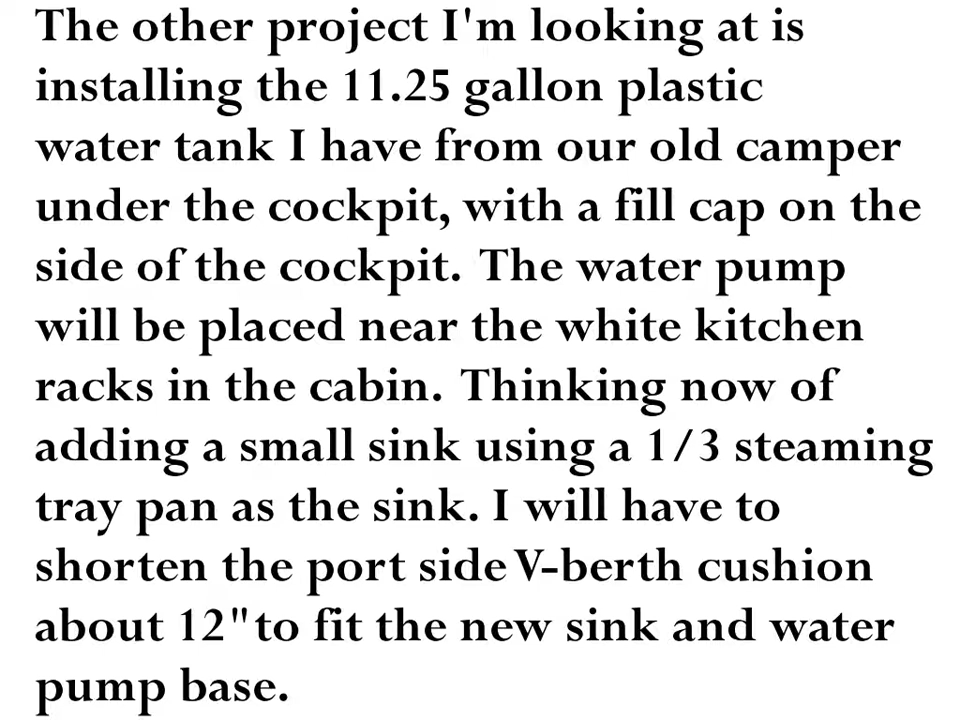 The other project I'm looking at is
installing the 11.25 gallon plastic
water tank I have from our old camper
under the cockpit, with a fill cap on the
side of the cockpit. The water pump
will be placed near the white kitchen
racks in the cabin. Thinking now of
adding a small sink using a 1/3 steaming
tray pan as the sink. I will have to
shorten the port side V-berth cushion
about 12"to fit the new sink and water
pump base.